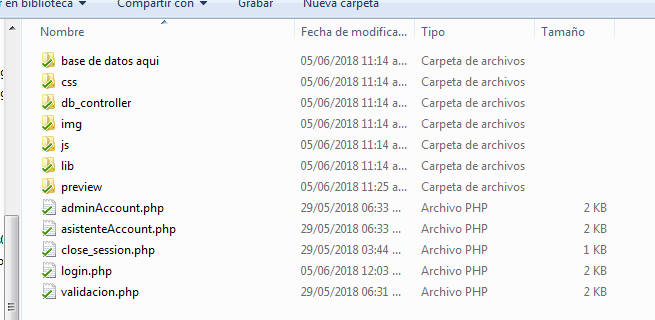 r en biblioteca Compartir con Grabar Nueva carpeta
Nombre Fecha de modifica... Tipo Tamaño
base de datos aqui 05/06/2018 11:14 a... Carpeta de archivos
css 05/06/2018 11:14 a... Carpeta de archivos
db_controller 05/06/2018 11:14 a... Carpeta de archivos
img 05/06/2018 11:14 a... Carpeta de archivos
js 05/06/2018 11:14 a... Carpeta de archivos
lib 05/06/2018 11:14 a... Carpeta de archivos
preview 05/06/2018 11:25 a... Carpeta de archivos
adminAccount.php 29/05/2018 06:33 ... Archivo PHP 2 KB
asistenteAccount.php 29/05/2018 06:33 ... Archivo PHP 2 KB
close_session.php 29/05/2018 03:44 ... Archivo PHP 1 KB
login.php 05/06/2018 12:03 ... Archivo PHP 2 KB
validacion.php 29/05/2018 06:31 ... Archivo PHP 2 KB